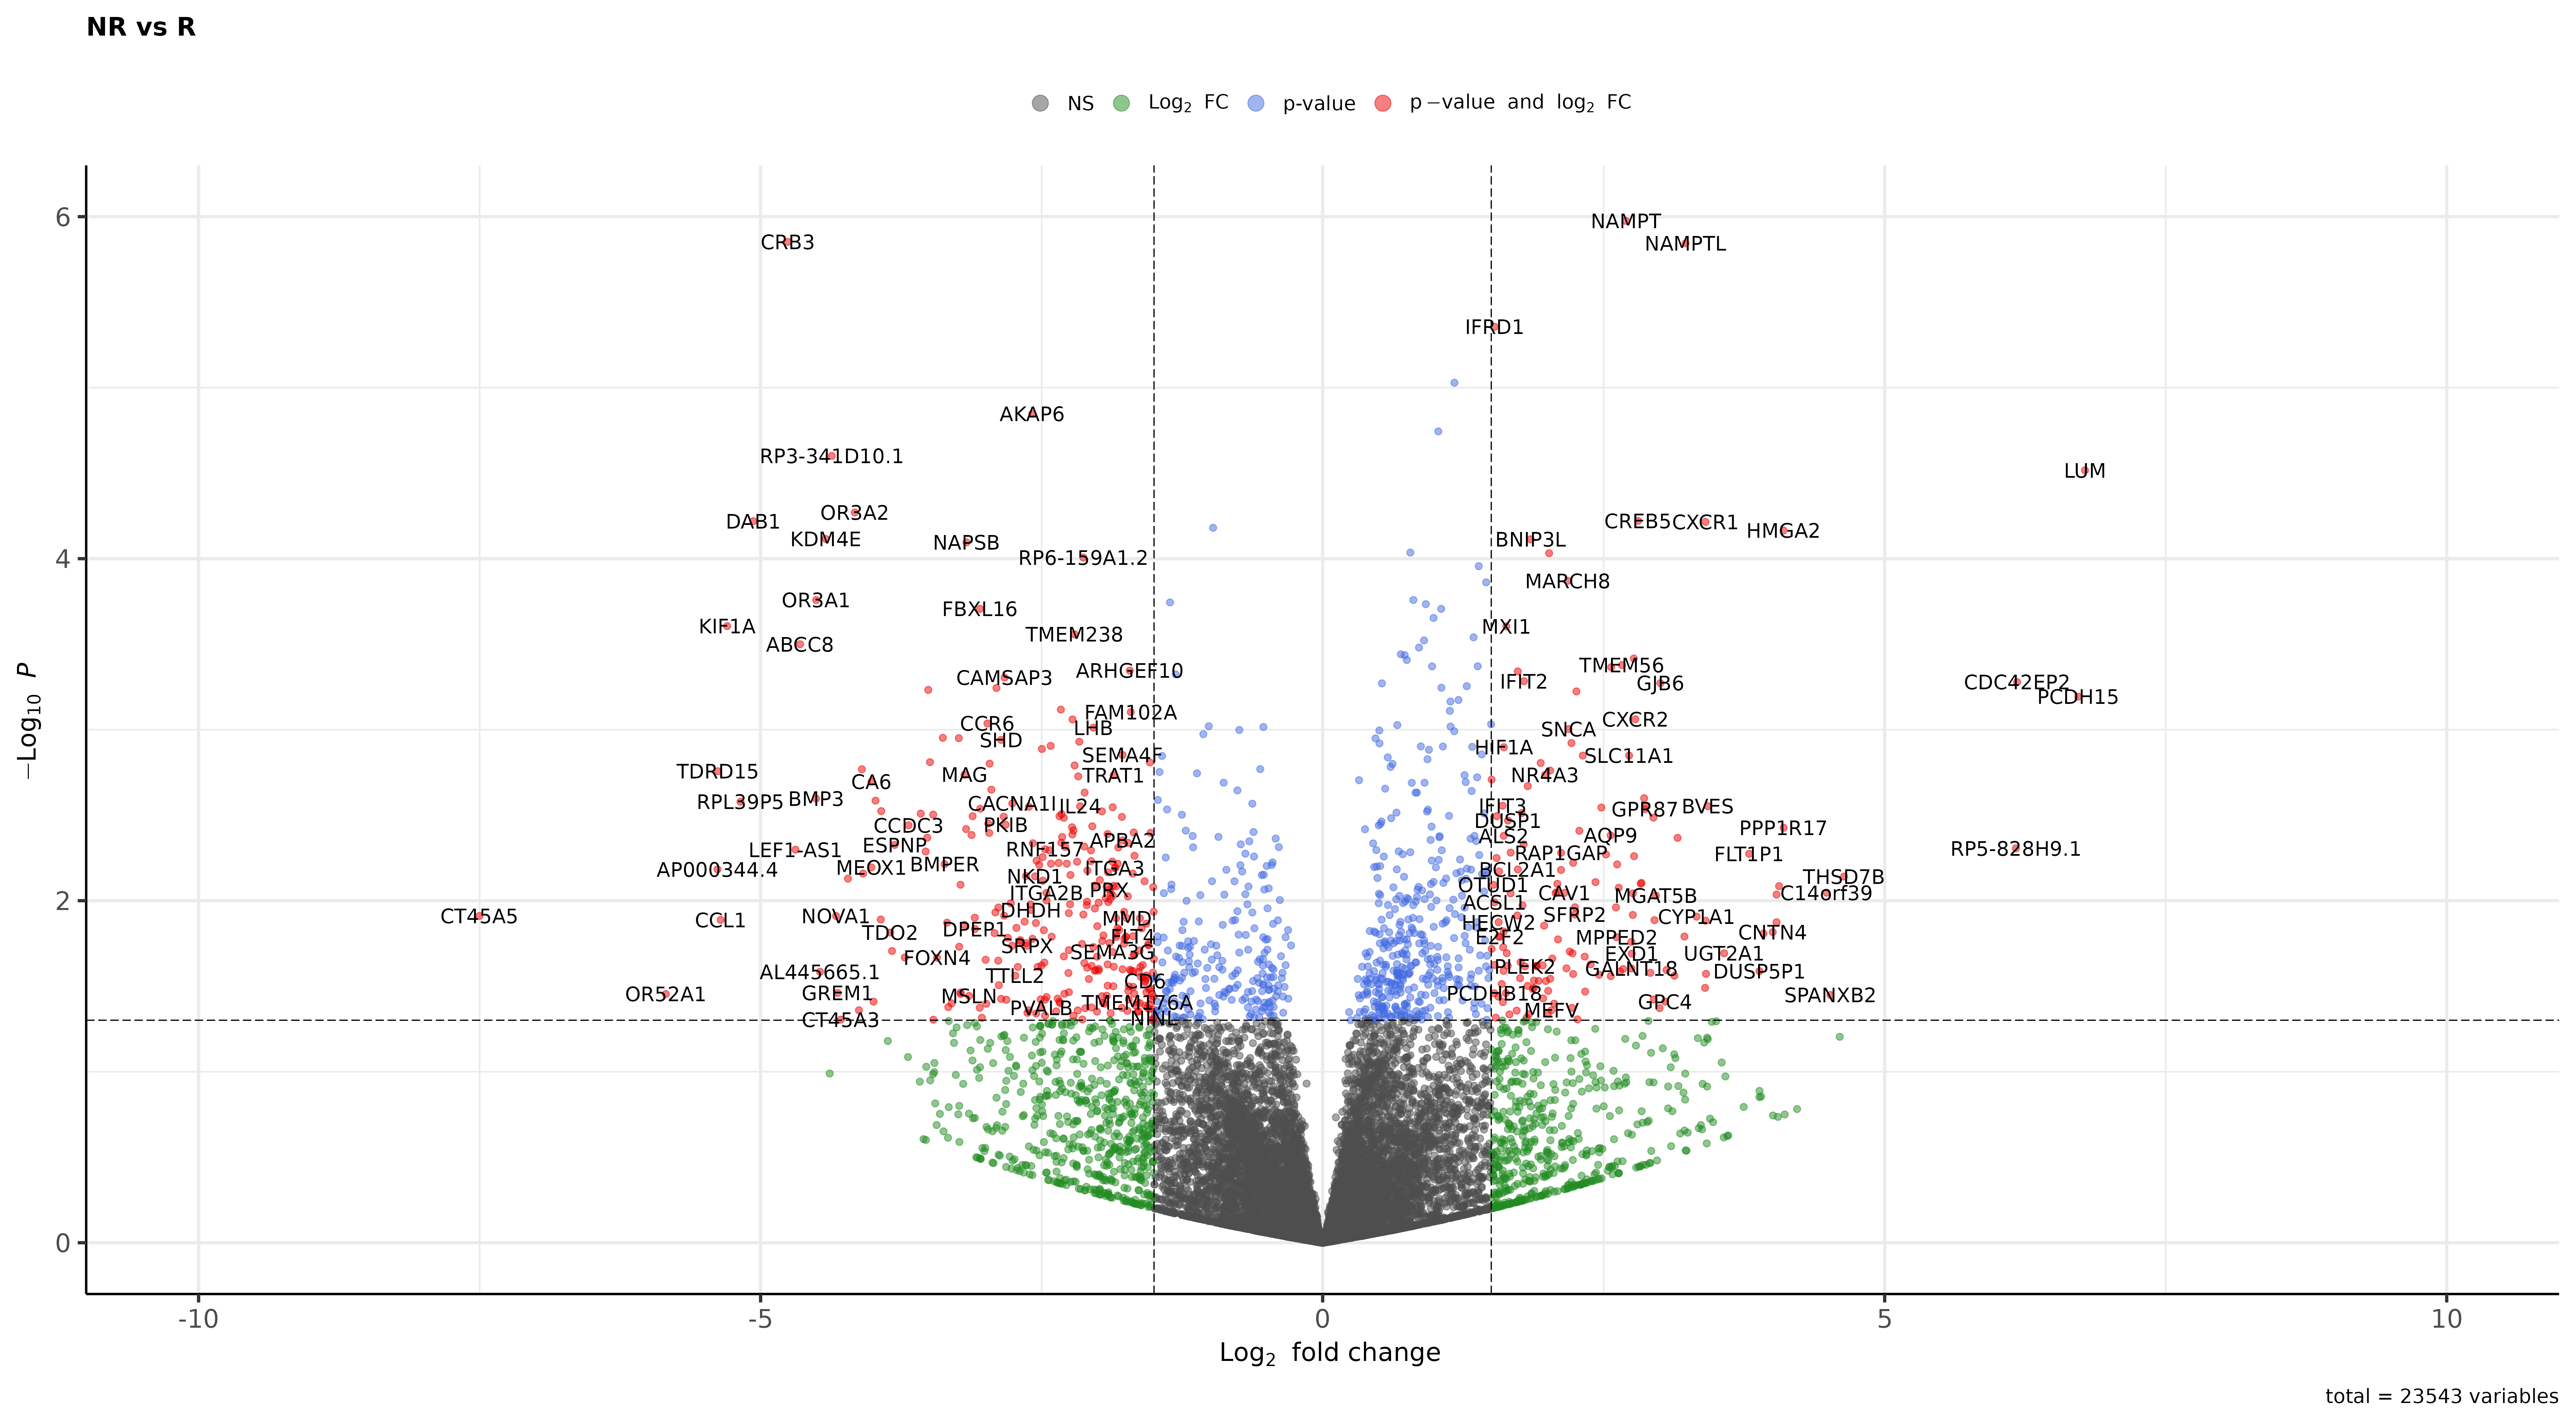 NR vs R
NS Log2 FC p-value p−value and log2 FC
−Log10 P
6
4
2
0
NAMPT
CRB3
NAMPTL
IFRD1
AKAP6
RP3-341D10.1
LUM
OR3A2
DAB1
CREB5
CXCR1
HMGA2
KDM4E
NAPSB
BNIP3L
RP6-159A1.2
MARCH8
OR3A1
FBXL16
KIF1A
MXI1
TMEM238
ABCC8
TMEM56
ARHGEF10
CAMSAP3
IFIT2
GJB6
CDC42EP2
PCDH15
FAM102A
CCR6
LHB
CXCR2
SNCA
SHD
HIF1A
SEMA4F
SLC11A1
TDRD15
MAG
TRAT1
NR4A3
CA6
RPL39P5
BMP3
CACNA1I
IL24
IFIT3
GPR87
BVES
CCDC3
PKIB
DUSP1
PPP1R17
ESPNP
APBA2
ALS2
AQP9
LEF1-AS1
RNF157
RAP1GAP
FLT1P1
RP5-828H9.1
AP000344.4
MEOX1
BMPER
ITGA3
BCL2A1
THSD7B
NKD1
OTUD1
ITGA2B
PRX
CAV1
MGAT5B
C14orf39
ACSL1
CT45A5
CCL1
NOVA1
DHDH
MMD
SFRP2
CYP1A1
HECW2
TDO2
DPEP1
FLT4
E2F2
MPPED2
CNTN4
SRPX
SEMA3G
EXD1
UGT2A1
FOXN4
PLEK2
GALNT18
DUSP5P1
AL445665.1
TTLL2
CD6
OR52A1
GREM1
MSLN
PCDHB18
SPANXB2
TMEM176A
GPC4
PVALB
MEFV
CT45A3
NINL
-10 -5 0 5 10
Log2 fold change
total = 23543 variables